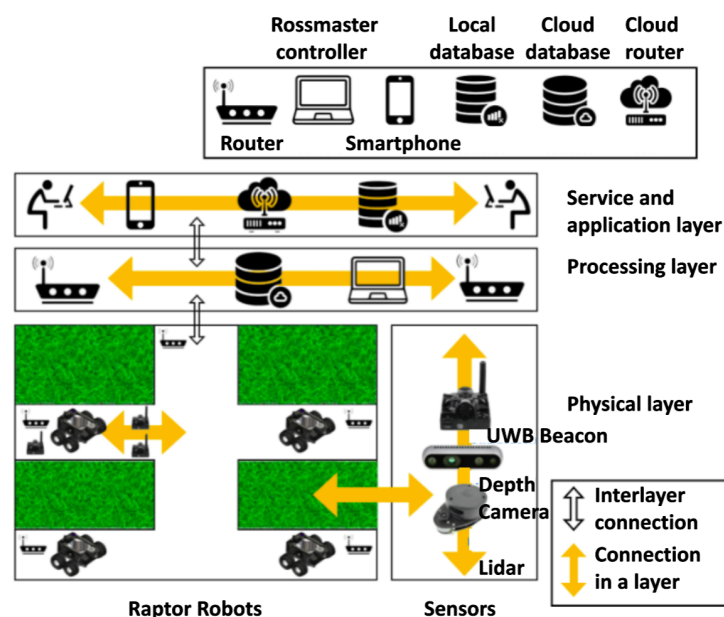 Rossmaster
controller
Local
database
Cloud
database
Cloud
router
Router
Smartphone
Service and
application layer
Processing layer
Physical layer
UWB Beacon
Depth
Camera
Lidar
Interlayer
connection
Connection
in a layer
Raptor Robots
Sensors